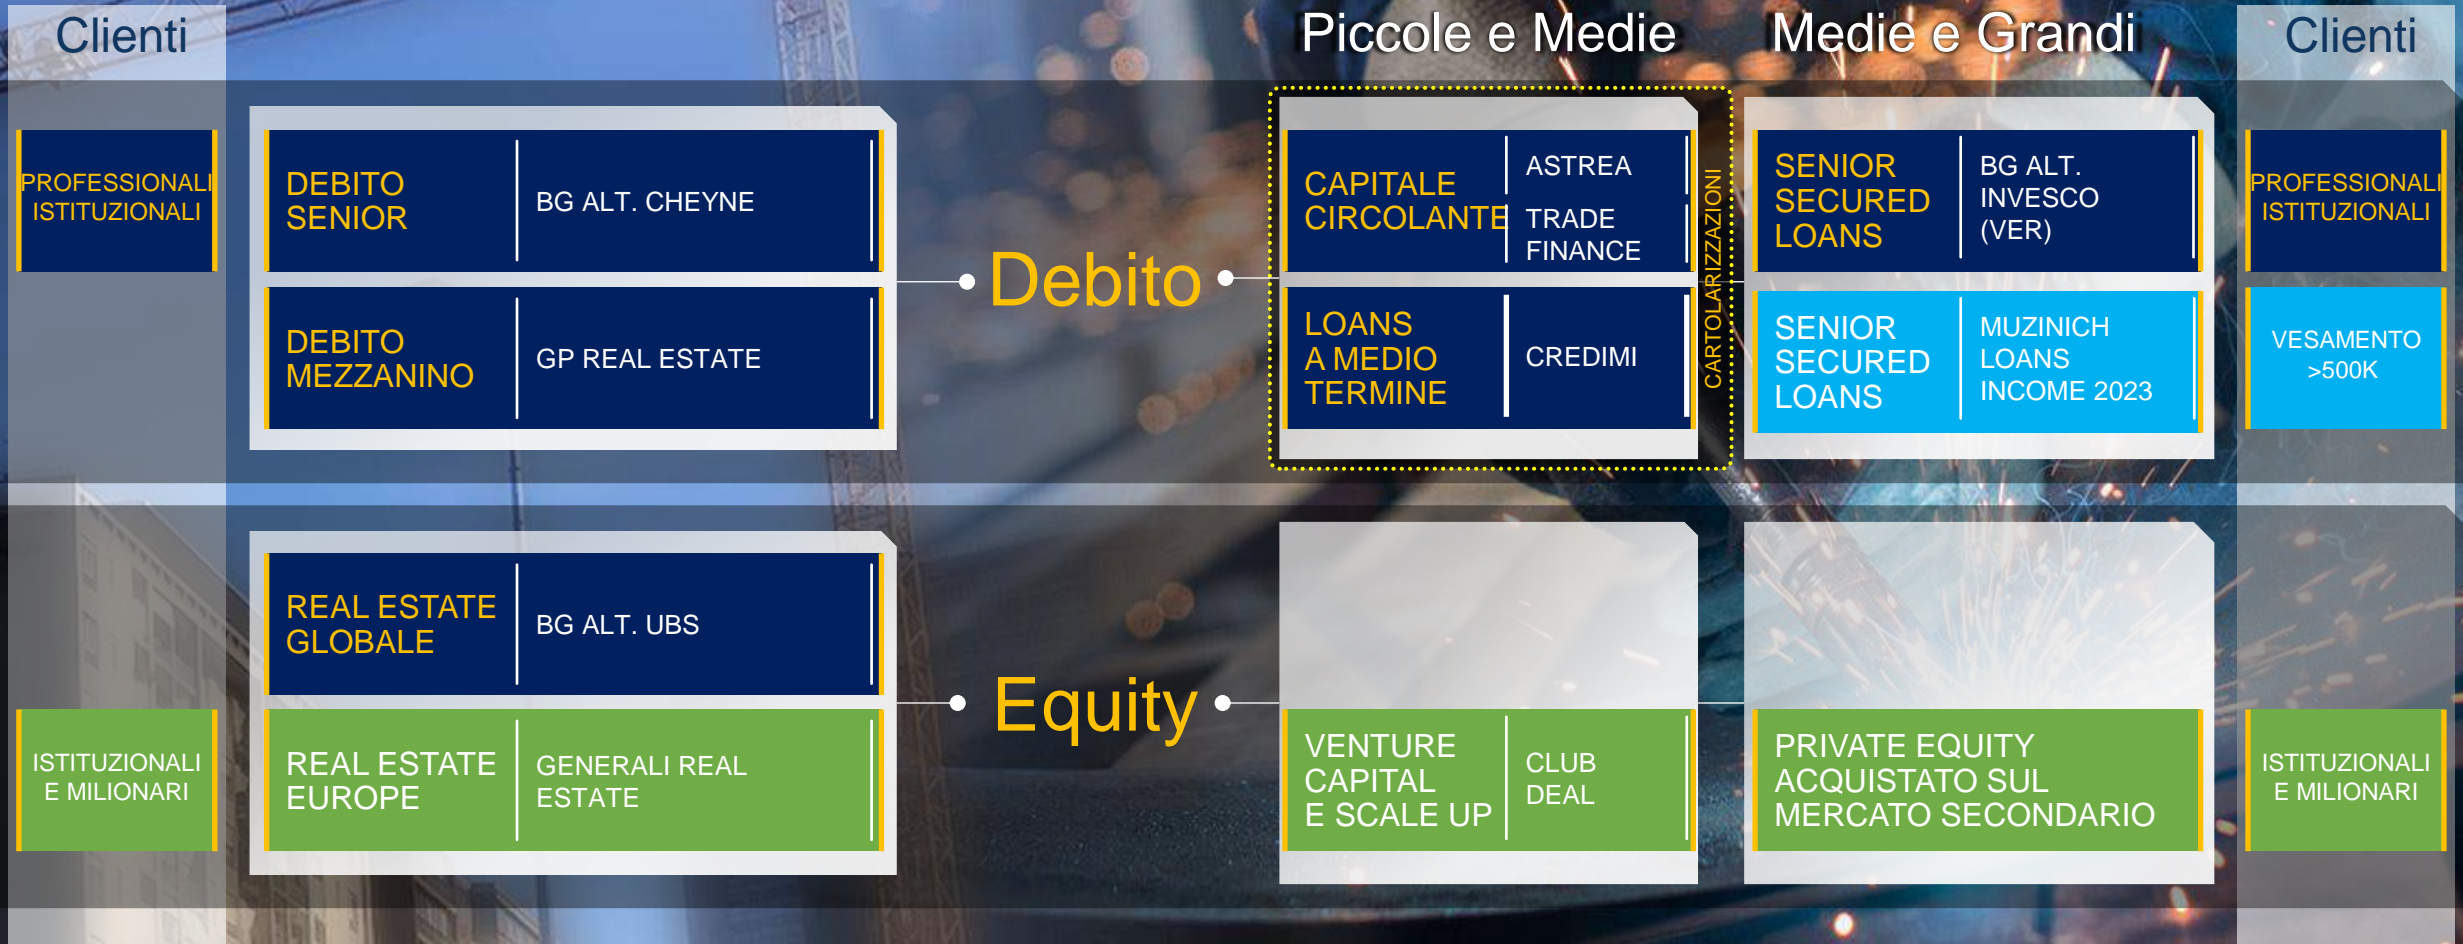 Clienti
Piccole e Medie
Medie e Grandi
Clienti
PROFESSIONALI
ISTITUZIONALI
DEBITO
SENIOR
BG ALT. CHEYNE
DEBITO
MEZZANINO
GP REAL ESTATE
Debito
CAPITALE
CIRCOLANTE
ASTREA
TRADE
FINANCE
LOANS
A MEDIO
TERMINE
CREDIMI
CARTOLARIZZAZIONI
SENIOR
SECURED
LOANS
BG ALT.
INVESCO
(VER)
SENIOR
SECURED
LOANS
MUZINICH
LOANS
INCOME 2023
PROFESSIONALI
ISTITUZIONALI
VESAMENTO
>500K
REAL ESTATE
GLOBALE
BG ALT. UBS
ISTITUZIONALI
E MILIONARI
REAL ESTATE
EUROPE
GENERALI REAL
ESTATE
Equity
VENTURE
CAPITAL
E SCALE UP
CLUB
DEAL
PRIVATE EQUITY
ACQUISTATO SUL
MERCATO SECONDARIO
ISTITUZIONALI
E MILIONARI